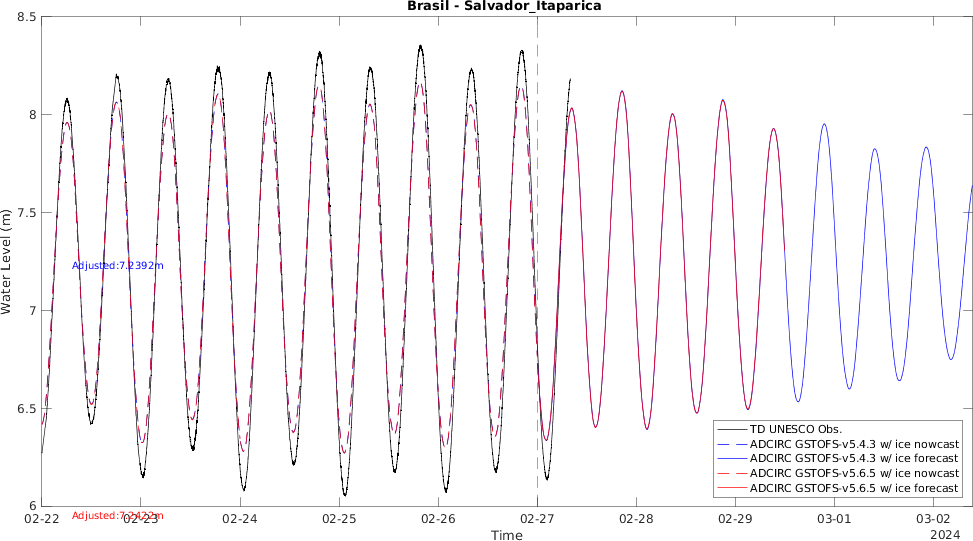 Brasil - Salvador_Itaparica
8.5
8
7.5
7
6.5
6
Water Level (m)
Adjusted:7.2392m
Adjusted:7.2422m
TD UNESCO Obs.
ADCIRC GSTOFS-v5.4.3 w/ ice nowcast
ADCIRC GSTOFS-v5.4.3 w/ ice forecast
ADCIRC GSTOFS-v5.6.5 w/ ice nowcast
ADCIRC GSTOFS-v5.6.5 w/ ice forecast
02-22 02-23 02-24 02-25 02-26 02-27 02-28 02-29 03-01 03-02
Time
2024